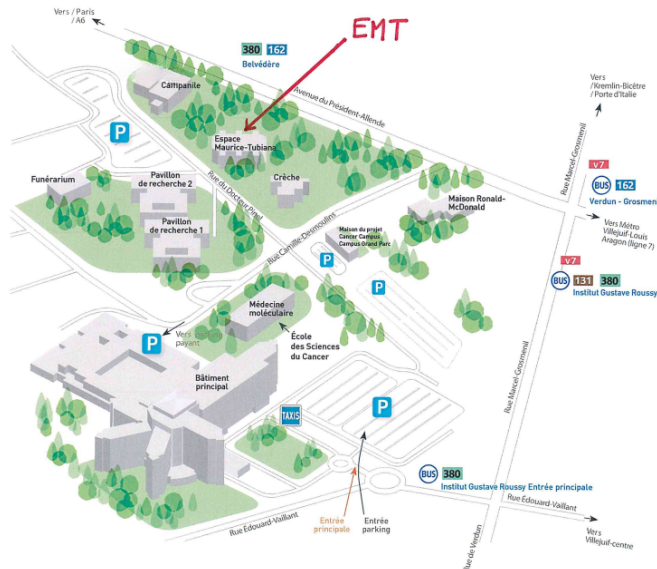 Vers / Paris
/ A6
380 162
Belvédère
EMT
Campanile
Avenue du Président-Allende
P
Espace
Maurice-Tubiana
Vers
/Kremlin-Bicêtre
/ Porte d'Italie
Rue Marcel-Grosmenil
v7
BUS 162
Verdun - Grosmen
Funérarium
Pavillon
de recherche 2
Rue du Docteur Pinel
Crèche
Maison Ronald-
McDonald
Vers Métro
Villejuif-Louis
Aragon (ligne 7)
Pavillon
de recherche 1
Rue Camille-Desmoulins
Maison du projet
Cancer Campus
Campus Grand Parc
P
v7
BUS 131 380
Institut Gustave Roussy
P
Médecine
moléculaire
École
des Sciences
du Cancer
Vers
payant
P
Bâtiment
principal
Rue Marcel-Grosmenil
TAXIS
P
BUS 380
Institut Gustave Roussy Entrée principale
Rue Édouard-Vaillant
Rue Édouard-Vaillant
Entrée
principale
Entrée
parking
Vers
Villejuif-centre
Rue de Verdun